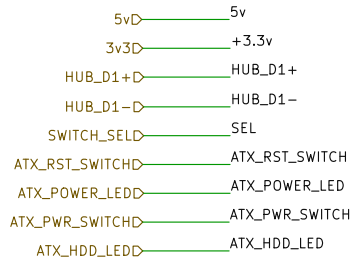 5v 5v
3v3 +3.3v
HUB_D1+ HUB_D1+
HUB_D1- HUB_D1-
SWITCH_SEL SEL
ATX_RST_SWITCH ATX_RST_SWITCH
ATX_POWER_LED ATX_POWER_LED
ATX_PWR_SWITCH ATX_PWR_SWITCH
ATX_HDD_LED ATX_HDD_LED